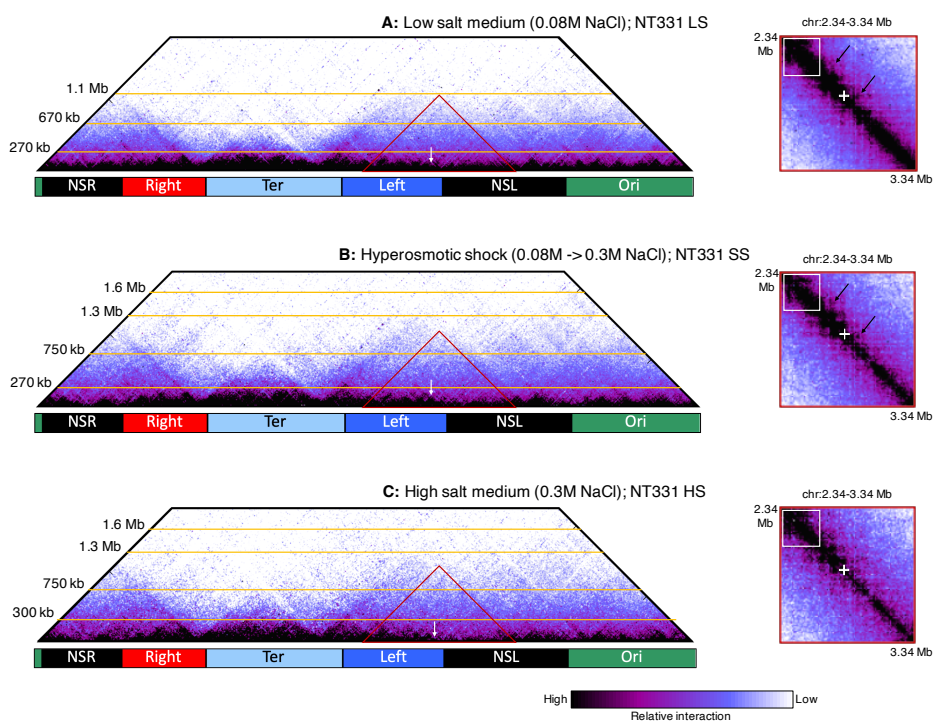 A: Low salt medium (0.08M NaCl); NT331 LS
chr:2.34-3.34 Mb
2.34
Mb
1.1 Mb
670 kb
270 kb
3.34 Mb
NSR Right Ter Left NSL Ori
B: Hyperosmotic shock (0.08M -> 0.3M NaCl); NT331 SS
chr:2.34-3.34 Mb
2.34
Mb
1.6 Mb
1.3 Mb
750 kb
270 kb
3.34 Mb
NSR Right Ter Left NSL Ori
C: High salt medium (0.3M NaCl); NT331 HS
chr:2.34-3.34 Mb
2.34
Mb
1.6 Mb
1.3 Mb
750 kb
300 kb
3.34 Mb
NSR Right Ter Left NSL Ori
High Low
Relative interaction